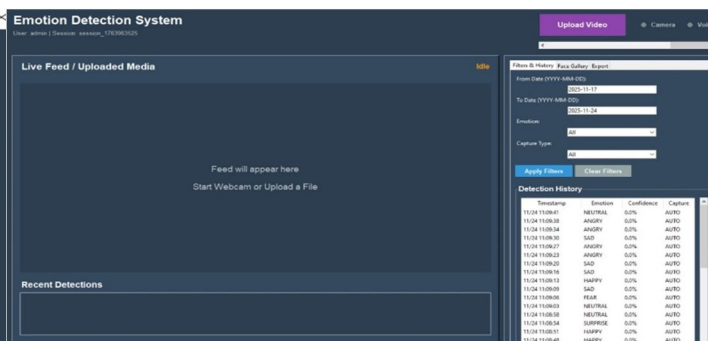 Emotion Detection System
User: admin | Session: session_1763963525
Upload Video
Camera
Live Feed / Uploaded Media
Idle
Feed will appear here
Start Webcam or Upload a File
Recent Detections
Filters & History Face Gallery Export
From Date (YYYY-MM-DD):
2025-11-17
To Date (YYYY-MM-DD):
2025-11-24
Emotion:
All
Capture Type:
All
Apply Filters Clear Filters
Detection History
Timestamp Emotion Confidence Capture
11/24 11:09:41 NEUTRAL 0.0% AUTO
11/24 11:09:38 ANGRY 0.0% AUTO
11/24 11:09:34 ANGRY 0.0% AUTO
11/24 11:09:30 SAD 0.0% AUTO
11/24 11:09:27 ANGRY 0.0% AUTO
11/24 11:09:23 ANGRY 0.0% AUTO
11/24 11:09:20 SAD 0.0% AUTO
11/24 11:09:16 SAD 0.0% AUTO
11/24 11:09:13 HAPPY 0.0% AUTO
11/24 11:09:09 SAD 0.0% AUTO
11/24 11:09:06 FEAR 0.0% AUTO
11/24 11:09:03 NEUTRAL 0.0% AUTO
11/24 11:08:58 NEUTRAL 0.0% AUTO
11/24 11:08:54 SURPRISE 0.0% AUTO
11/24 11:08:51 HAPPY 0.0% AUTO
11/24 11:08:48 HAPPY 0.0% AUTO